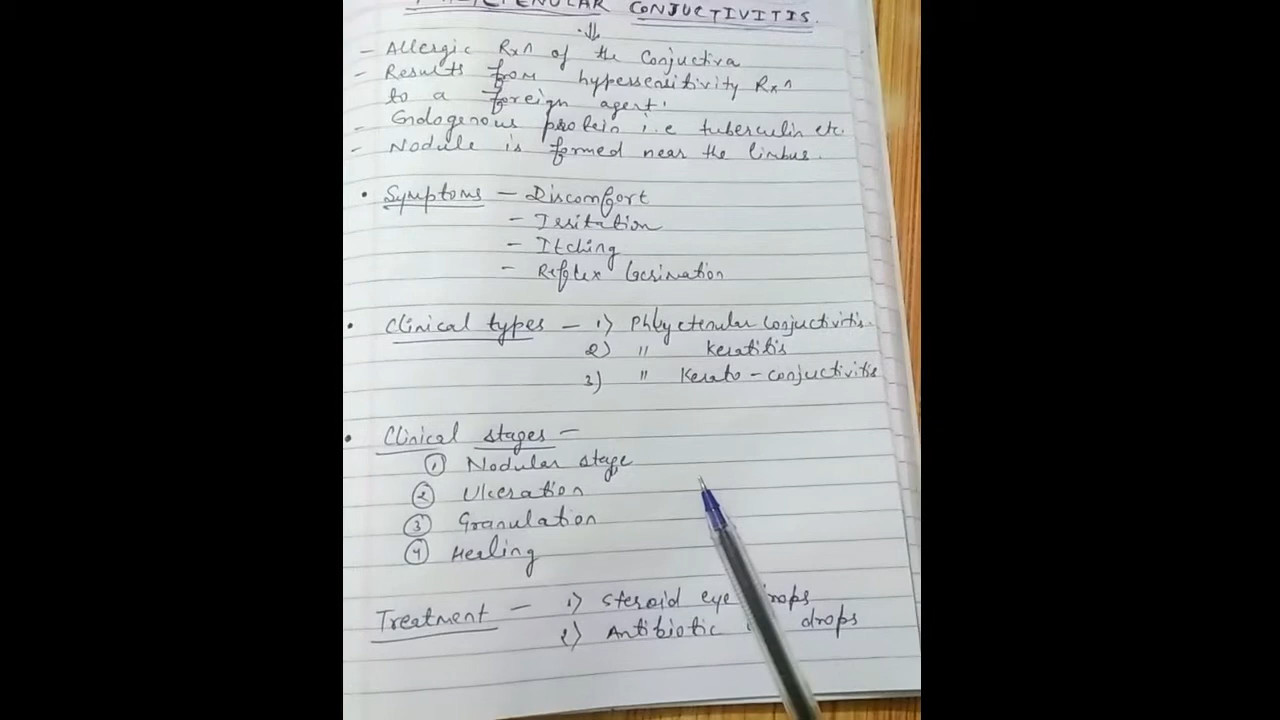 CONJUCTIVITIS.
- Allergic Rxn of the Conjuctiva
- Results from hypersensitivity Rxn
to a foreign agent.
- Endogenous protein i.e tuberculin etc.
- Nodule is formed near the limbus.
• Symptoms - Discomfort
- Irritation
- Itching
- Reflex lacrimation
• Clinical types - 1) Phlyctenular Conjuctivitis.
2) " Keratitis
3) " Kerato-conjuctivitis
• Clinical stages -
① Nodular stage
② Ulceration
③ Granulation
④ Healing
Treatment - 1) Steroid eye drops
2) Antibiotic drops